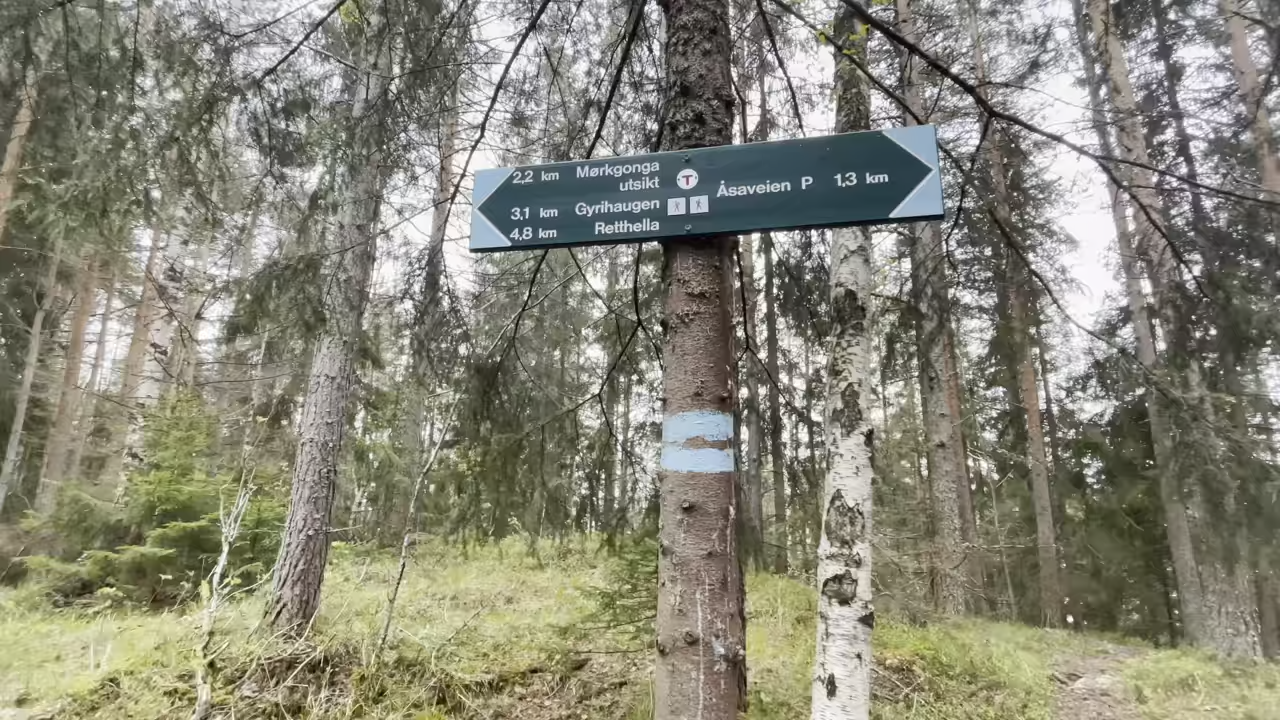 2,2 km Mørkgonga
utsikt
3,1 km Gyrihaugen
4,8 km Retthella
T
Åsaveien P 1,3 km